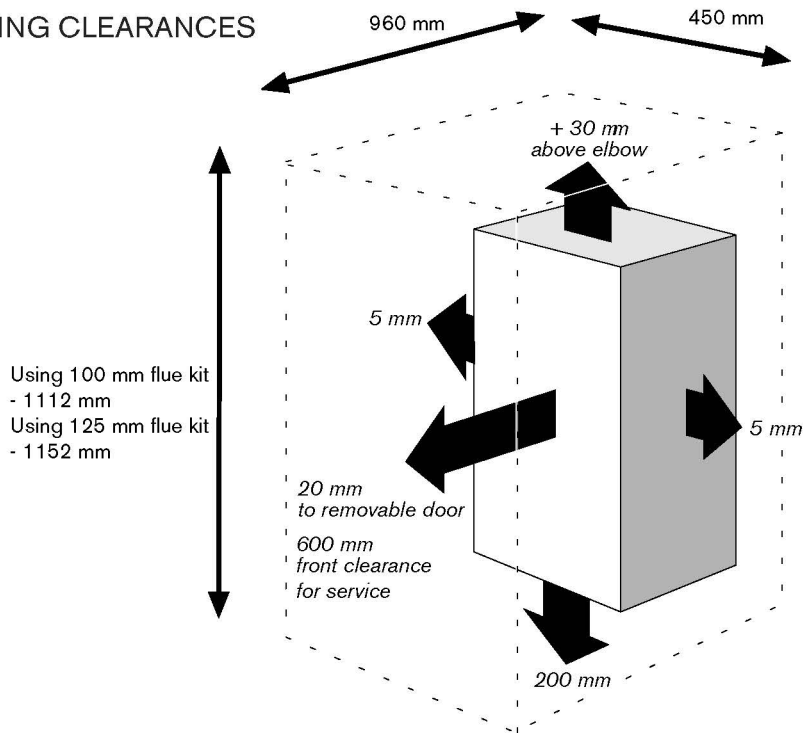 ING CLEARANCES
960 mm
450 mm
+ 30 mm
above elbow
5 mm
Using 100 mm flue kit
- 1112 mm
Using 125 mm flue kit
- 1152 mm
5 mm
20 mm
to removable door
600 mm
front clearance
for service
200 mm